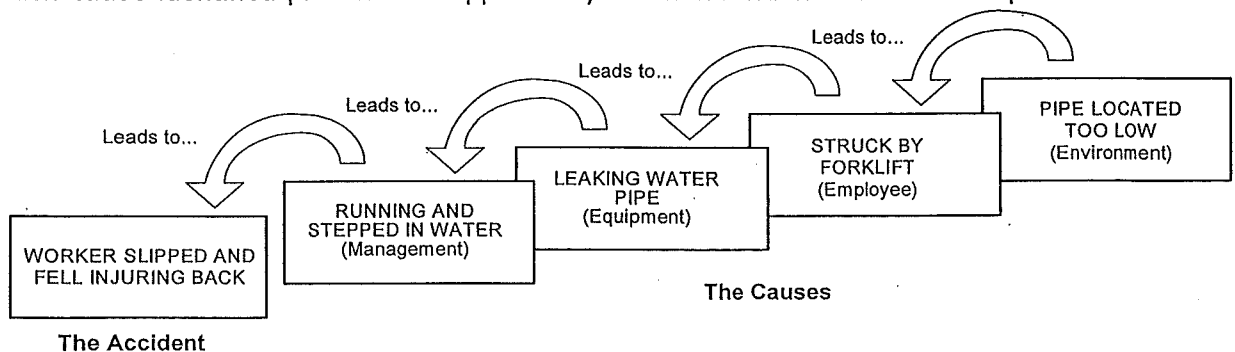 Leads to...
Leads to...
Leads to...
Leads to...
PIPE LOCATED
TOO LOW
(Environment)
STRUCK BY
FORKLIFT
(Employee)
LEAKING WATER
PIPE
(Equipment)
RUNNING AND
STEPPED IN WATER
(Management)
WORKER SLIPPED AND
FELL INJURING BACK
The Causes
The Accident